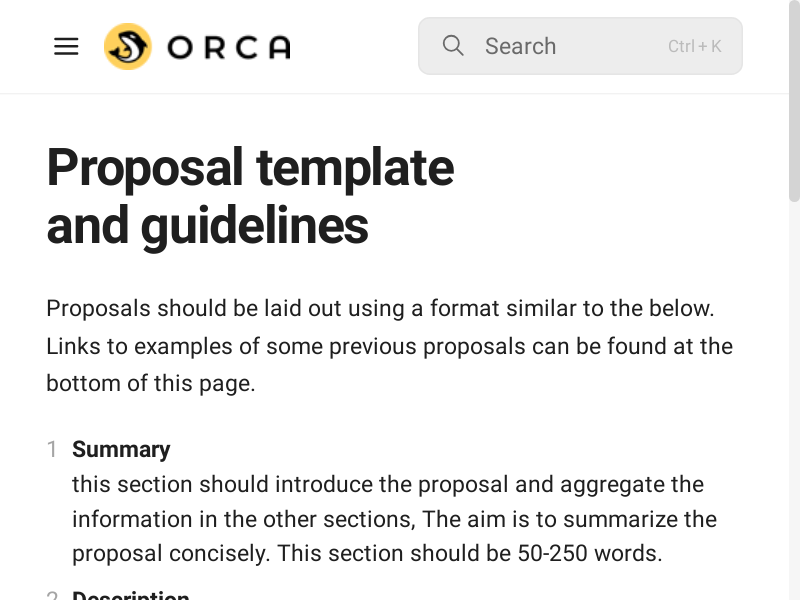 ORCA
Search
Ctrl + K
Proposal template
and guidelines
Proposals should be laid out using a format similar to the below.
Links to examples of some previous proposals can be found at the
bottom of this page.
1 Summary
this section should introduce the proposal and aggregate the
information in the other sections, The aim is to summarize the
proposal concisely. This section should be 50-250 words.
2 Description